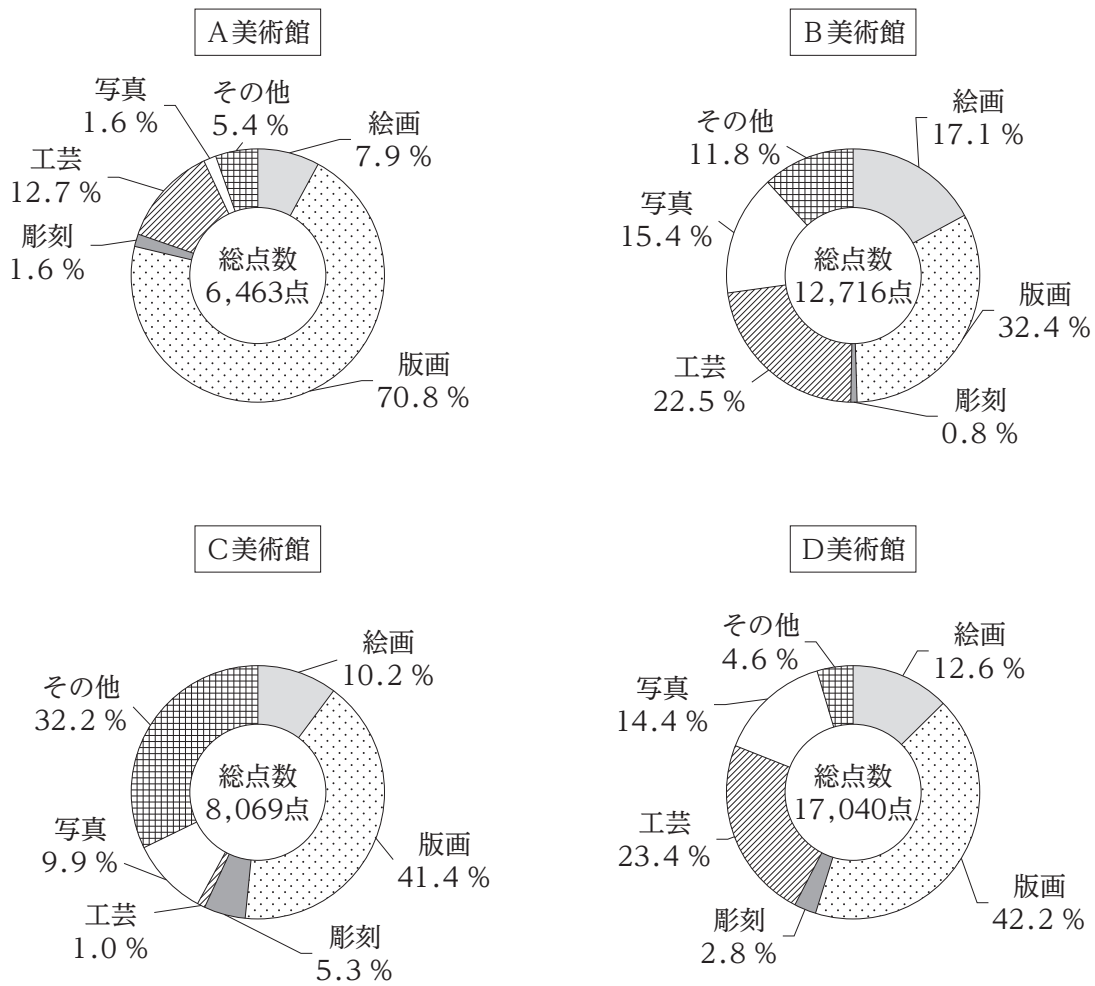 A美術館
写真
1.6 %
その他
5.4 %
絵画
7.9 %
工芸
12.7 %
彫刻
1.6 %
総点数
6,463点
版画
70.8 %
B美術館
その他
11.8 %
絵画
17.1 %
写真
15.4 %
総点数
12,716点
版画
32.4 %
工芸
22.5 %
彫刻
0.8 %
C美術館
絵画
10.2 %
その他
32.2 %
総点数
8,069点
写真
9.9 %
版画
41.4 %
工芸
1.0 %
彫刻
5.3 %
D美術館
その他
4.6 %
絵画
12.6 %
写真
14.4 %
総点数
17,040点
工芸
23.4 %
版画
42.2 %
彫刻
2.8 %